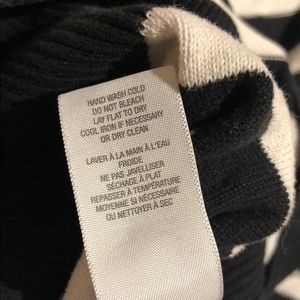 HAND WASH COLD
DO NOT BLEACH
LAY FLAT TO DRY
COOL IRON IF NECESSARY
OR DRY CLEAN
LAVER À LA MAIN À L'EAU
FROIDE
NE PAS JAVELLISER
SÉCHAGE À PLAT
REPASSER À TEMPÉRATURE
MOYENNE SI NÉCESSAIRE
OU NETTOYER À SEC